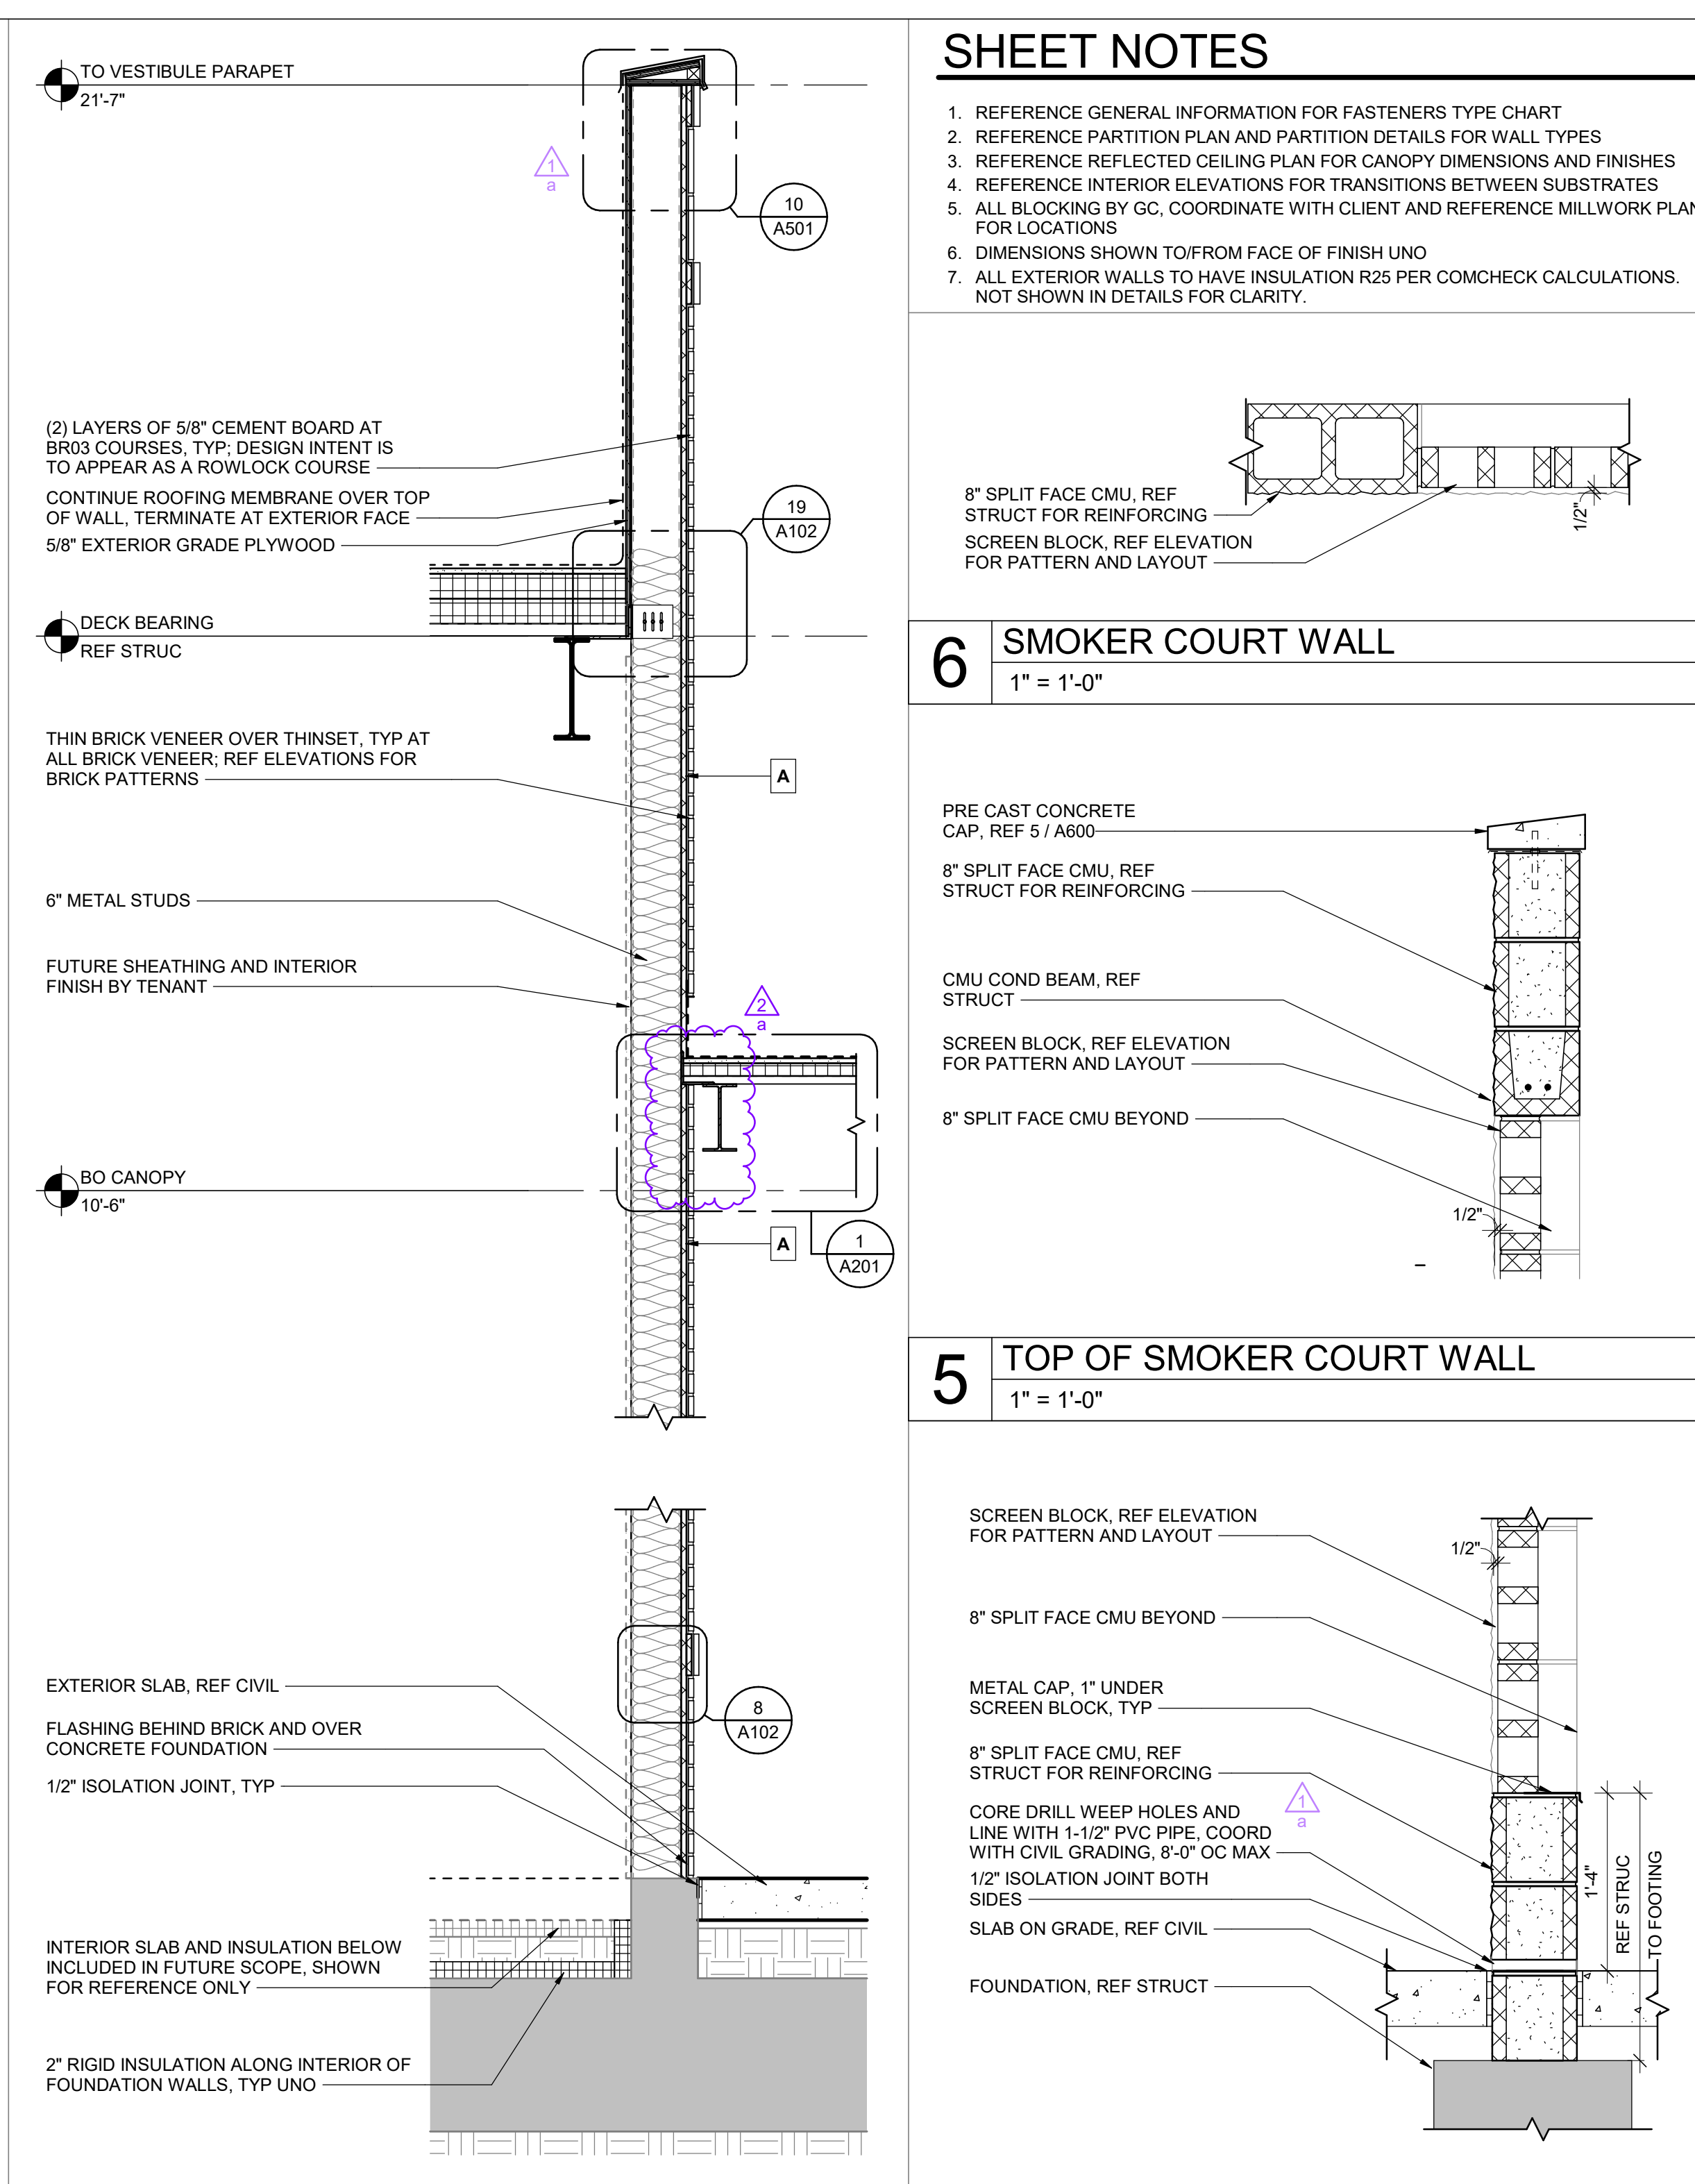 TO VESTIBULE PARAPET
21'-7"
1
a
10
A501
(2) LAYERS OF 5/8" CEMENT BOARD AT
BR03 COURSES, TYP; DESIGN INTENT IS
TO APPEAR AS A ROWLOCK COURSE
CONTINUE ROOFING MEMBRANE OVER TOP
OF WALL, TERMINATE AT EXTERIOR FACE
5/8" EXTERIOR GRADE PLYWOOD
19
A102
DECK BEARING
REF STRUC
THIN BRICK VENEER OVER THINSET, TYP AT
ALL BRICK VENEER; REF ELEVATIONS FOR
BRICK PATTERNS
A
6" METAL STUDS
FUTURE SHEATHING AND INTERIOR
FINISH BY TENANT
2
a
BO CANOPY
10'-6"
A
1
A201
EXTERIOR SLAB, REF CIVIL
FLASHING BEHIND BRICK AND OVER
CONCRETE FOUNDATION
1/2" ISOLATION JOINT, TYP
8
A102
INTERIOR SLAB AND INSULATION BELOW
INCLUDED IN FUTURE SCOPE, SHOWN
FOR REFERENCE ONLY
2" RIGID INSULATION ALONG INTERIOR OF
FOUNDATION WALLS, TYP UNO
SHEET NOTES
1. REFERENCE GENERAL INFORMATION FOR FASTENERS TYPE CHART
2. REFERENCE PARTITION PLAN AND PARTITION DETAILS FOR WALL TYPES
3. REFERENCE REFLECTED CEILING PLAN FOR CANOPY DIMENSIONS AND FINISHES
4. REFERENCE INTERIOR ELEVATIONS FOR TRANSITIONS BETWEEN SUBSTRATES
5. ALL BLOCKING BY GC, COORDINATE WITH CLIENT AND REFERENCE MILLWORK PLAN
FOR LOCATIONS
6. DIMENSIONS SHOWN TO/FROM FACE OF FINISH UNO
7. ALL EXTERIOR WALLS TO HAVE INSULATION R25 PER COMCHECK CALCULATIONS.
NOT SHOWN IN DETAILS FOR CLARITY.
8" SPLIT FACE CMU, REF
STRUCT FOR REINFORCING
SCREEN BLOCK, REF ELEVATION
FOR PATTERN AND LAYOUT
1/2"
6
SMOKER COURT WALL
1" = 1'-0"
PRE CAST CONCRETE
CAP, REF 5 / A600
8" SPLIT FACE CMU, REF
STRUCT FOR REINFORCING
CMU COND BEAM, REF
STRUCT
SCREEN BLOCK, REF ELEVATION
FOR PATTERN AND LAYOUT
8" SPLIT FACE CMU BEYOND
1/2"
5
TOP OF SMOKER COURT WALL
1" = 1'-0"
SCREEN BLOCK, REF ELEVATION
FOR PATTERN AND LAYOUT
1/2"
8" SPLIT FACE CMU BEYOND
METAL CAP, 1" UNDER
SCREEN BLOCK, TYP
8" SPLIT FACE CMU, REF
STRUCT FOR REINFORCING
1
a
CORE DRILL WEEP HOLES AND
LINE WITH 1-1/2" PVC PIPE, COORD
WITH CIVIL GRADING, 8'-0" OC MAX
1/2" ISOLATION JOINT BOTH
SIDES
SLAB ON GRADE, REF CIVIL
FOUNDATION, REF STRUCT
1'-4"
REF STRUC
TO FOOTING